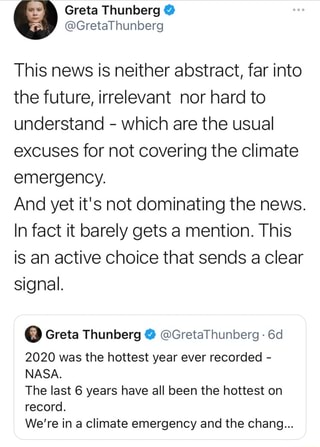 Greta Thunberg
@GretaThunberg
This news is neither abstract, far into
the future, irrelevant nor hard to
understand - which are the usual
excuses for not covering the climate
emergency.
And yet it's not dominating the news.
In fact it barely gets a mention. This
is an active choice that sends a clear
signal.
Greta Thunberg @GretaThunberg · 6d
2020 was the hottest year ever recorded -
NASA.
The last 6 years have all been the hottest on
record.
We're in a climate emergency and the chang...